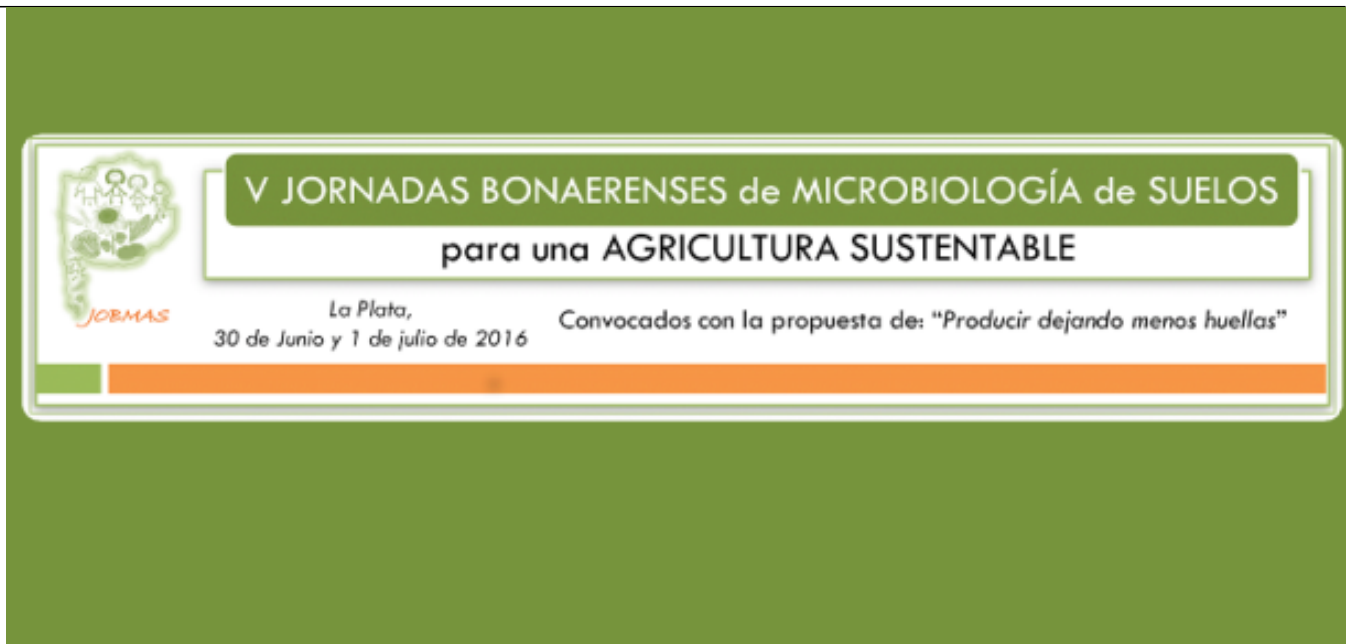 V JORNADAS BONAERENSES de MICROBIOLOGÍA de SUELOS
para una AGRICULTURA SUSTENTABLE
JOBMAS
La Plata,
30 de Junio y 1 de julio de 2016
Convocados con la propuesta de: “Producir dejando menos huellas”